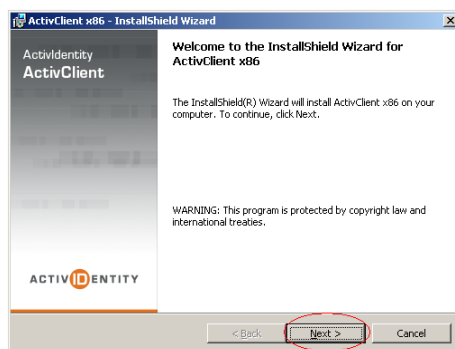 ActivClient x86 - InstallShield Wizard
ActivIdentity
ActivClient
Welcome to the InstallShield Wizard for
ActivClient x86
The InstallShield(R) Wizard will install ActivClient x86 on your
computer. To continue, click Next.
WARNING: This program is protected by copyright law and
international treaties.
ACTIVIDENTITY
< Back
Next >
Cancel